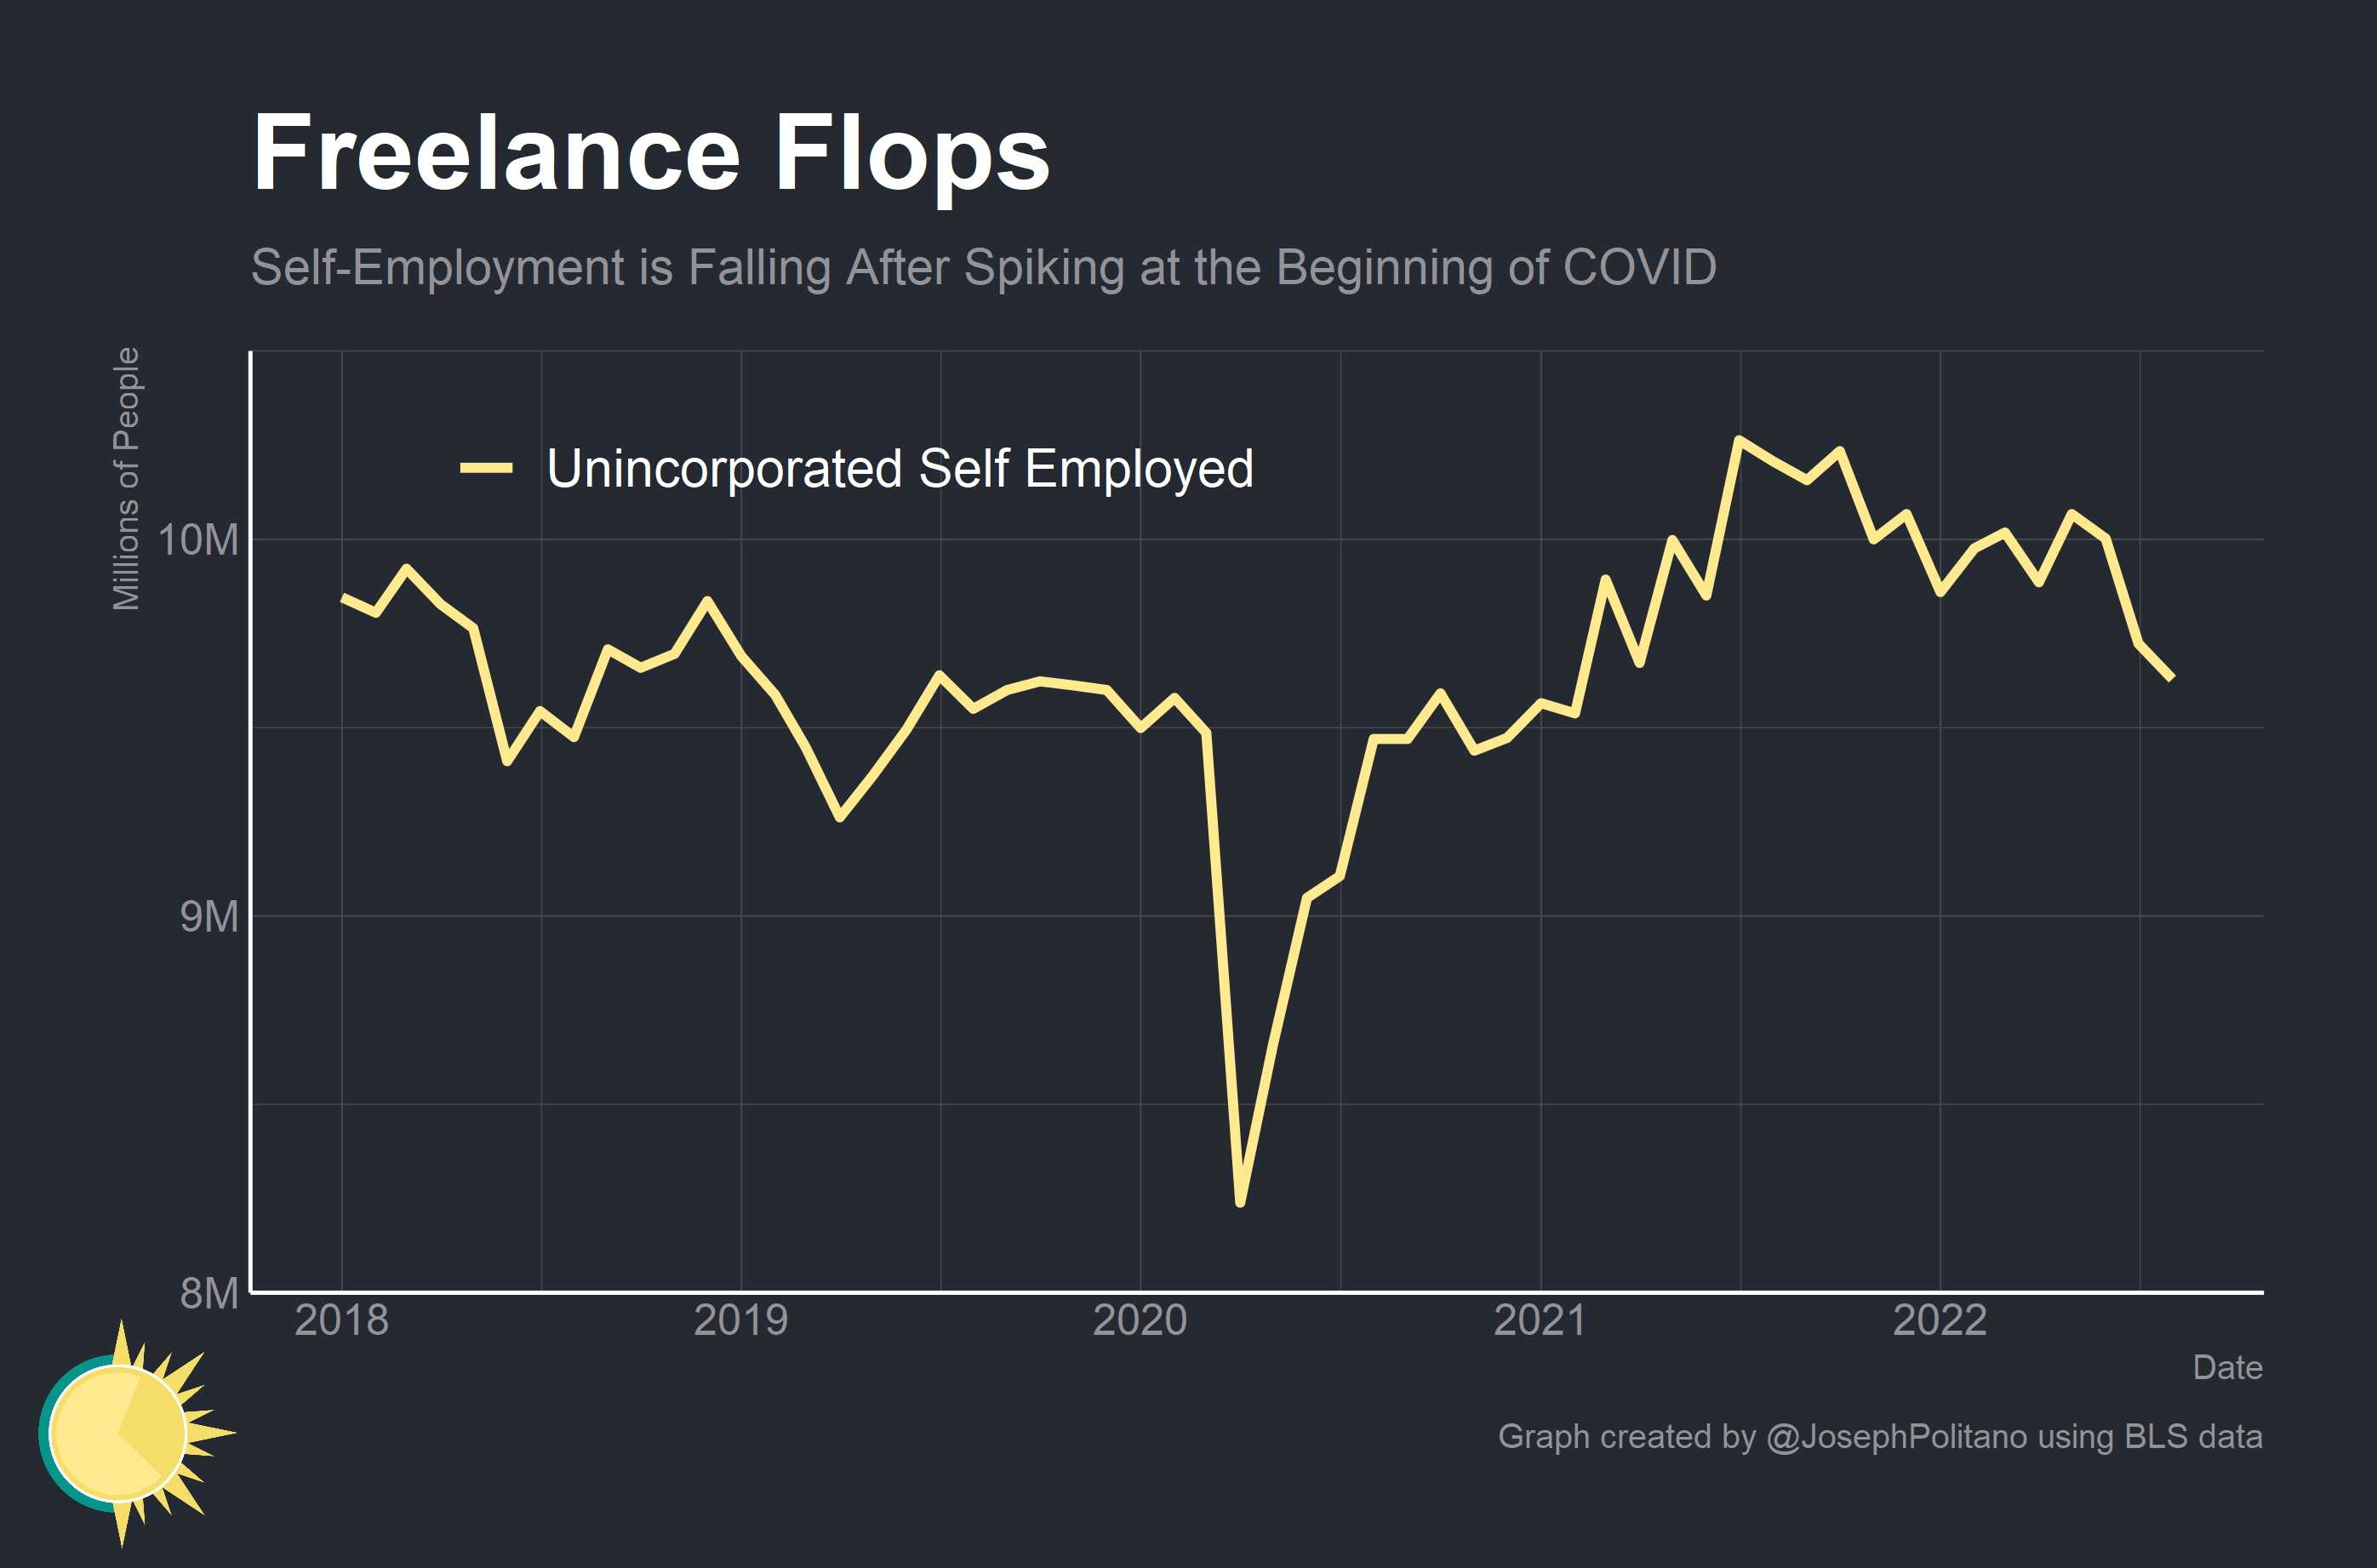 Freelance Flops
Self-Employment is Falling After Spiking at the Beginning of COVID
Millions of People
Unincorporated Self Employed
10M
9M
8M
2018
2019
2020
2021
2022
Date
Graph created by @JosephPolitano using BLS data